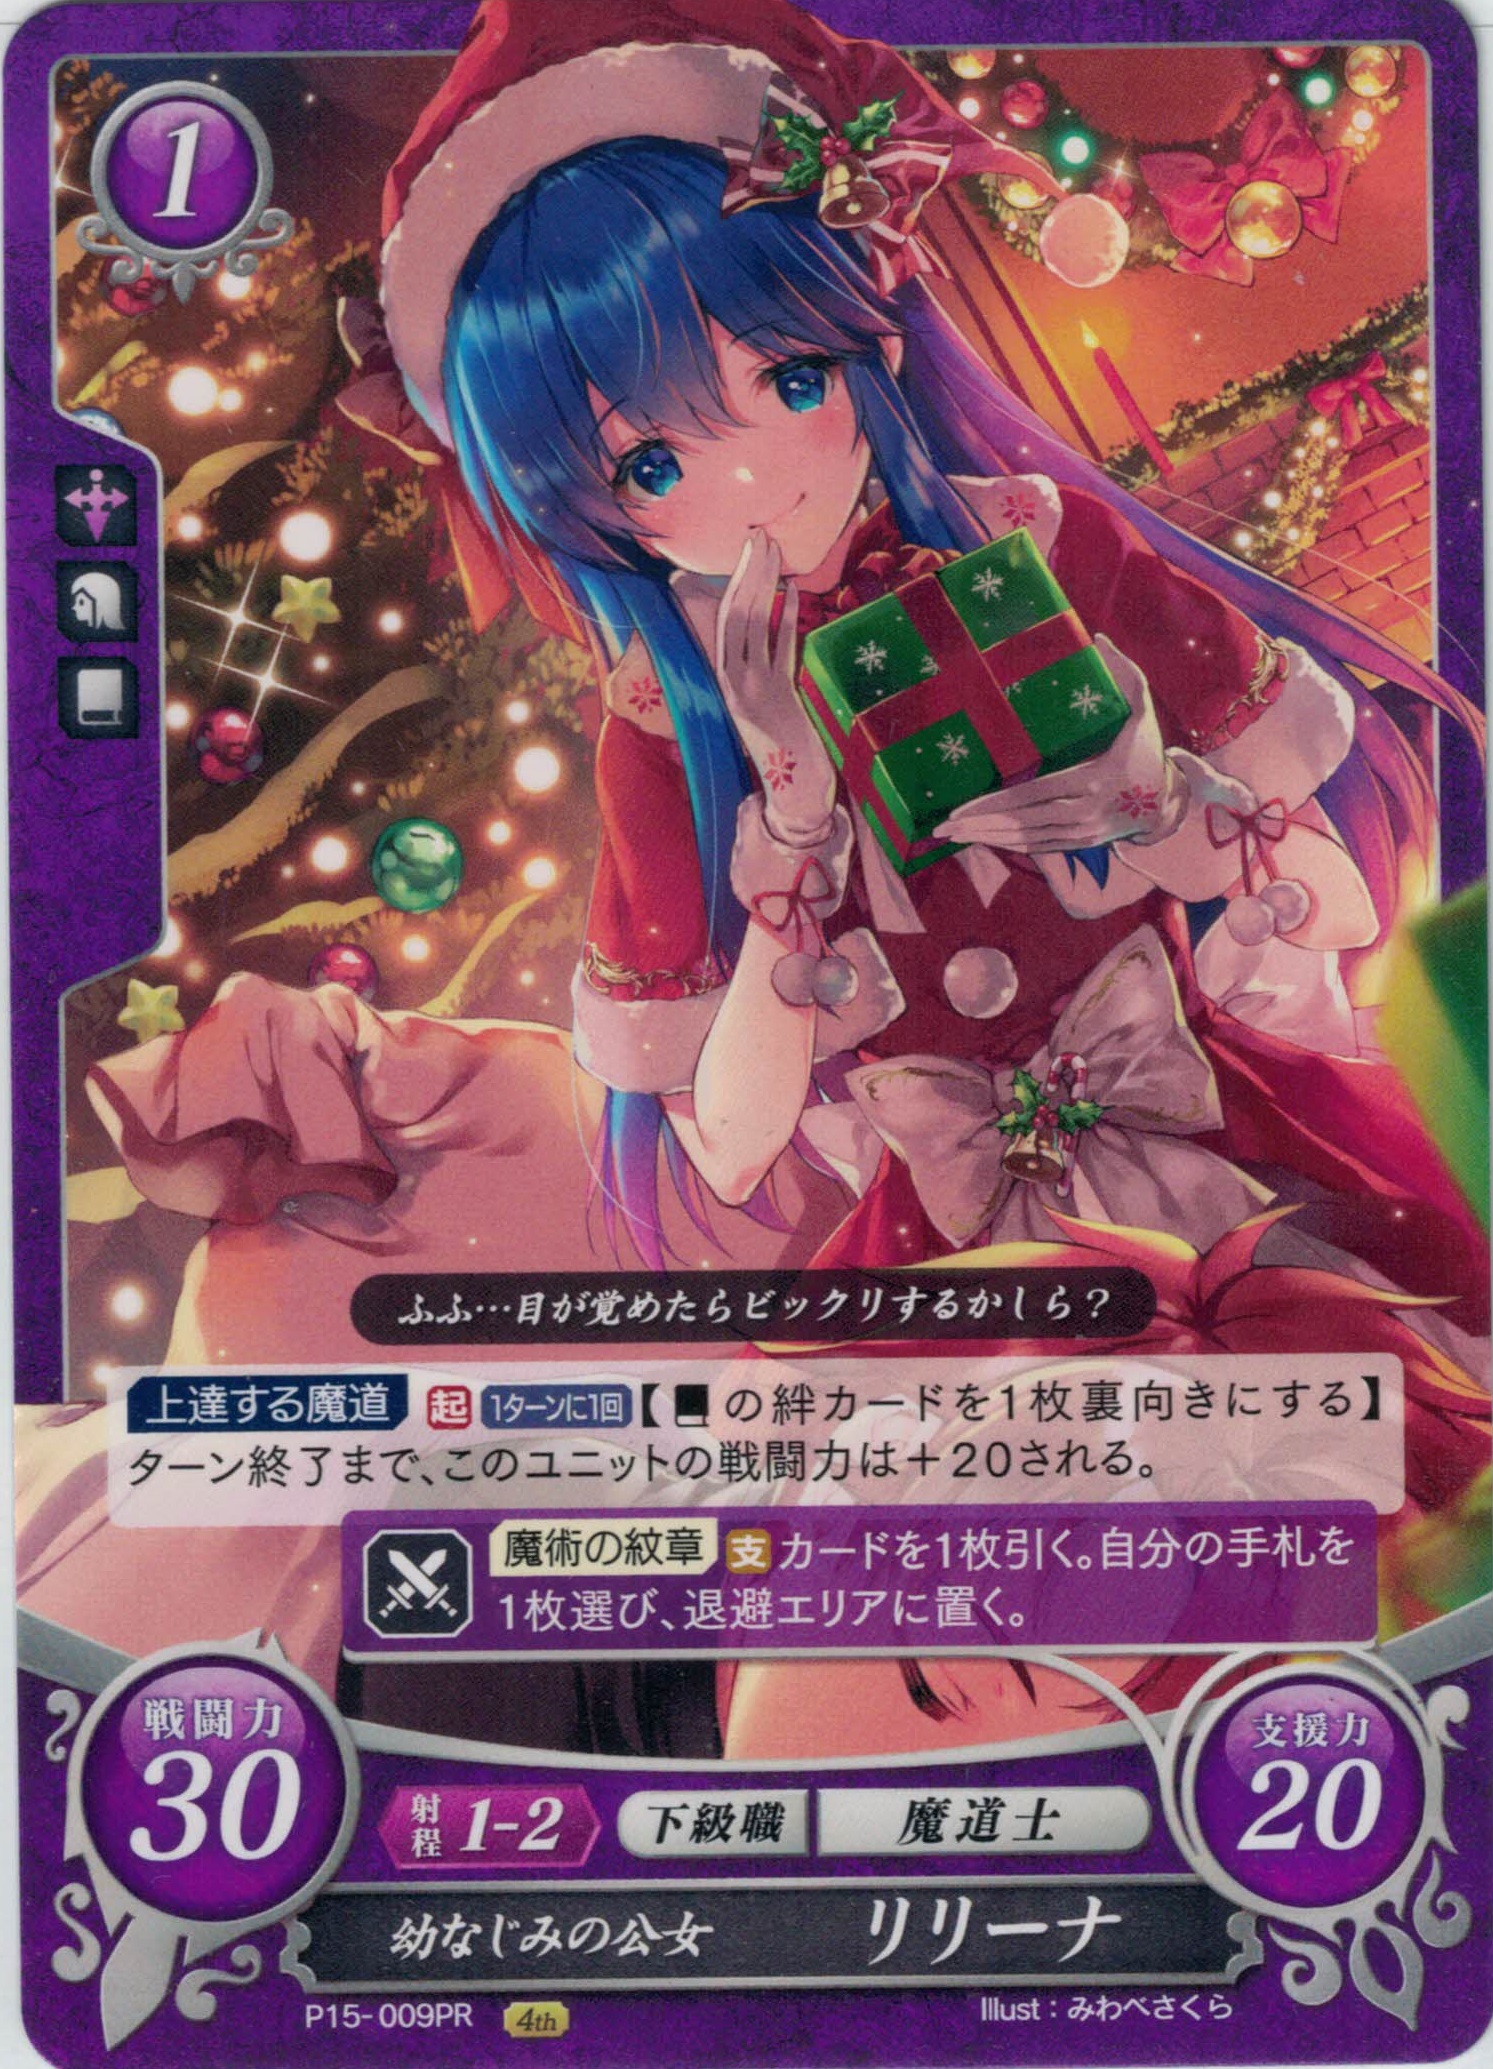 1
ふふ…目が覚めたらビックリするかしら？
上達する魔道 起 1ターンに1回【の絆カードを1枚裏向きにする】
ターン終了まで、このユニットの戦闘力は＋20される。
魔術の紋章 支 カードを1枚引く。自分の手札を
1枚選び、退避エリアに置く。
戦闘力
30
射程 1-2 下級職 魔道士
支援力
20
幼なじみの公女 リリーナ
P15-009PR 4th Illust：みわべさくら